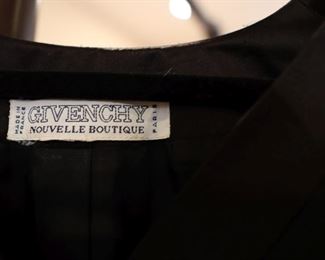 MADE IN FRANCE
GIVENCHY
NOUVELLE BOUTIQUE
PARIS